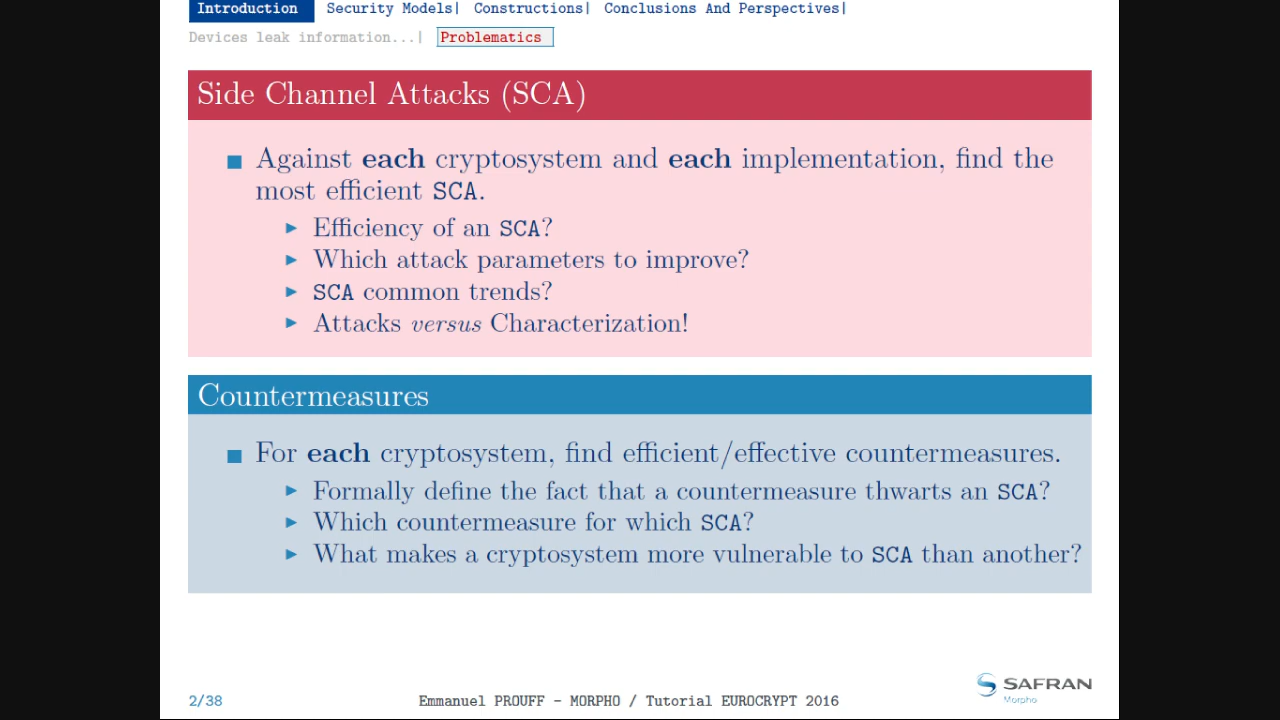 Introduction Security Models| Constructions| Conclusions And Perspectives|
Devices leak information...| Problematics
Side Channel Attacks (SCA)
Against each cryptosystem and each implementation, find the
most efficient SCA.
Efficiency of an SCA?
Which attack parameters to improve?
SCA common trends?
Attacks versus Characterization!
Countermeasures
For each cryptosystem, find efficient/effective countermeasures.
Formally define the fact that a countermeasure thwarts an SCA?
Which countermeasure for which SCA?
What makes a cryptosystem more vulnerable to SCA than another?
SAFRAN
Morpho
2/38 Emmanuel PROUFF - MORPHO / Tutorial EUROCRYPT 2016